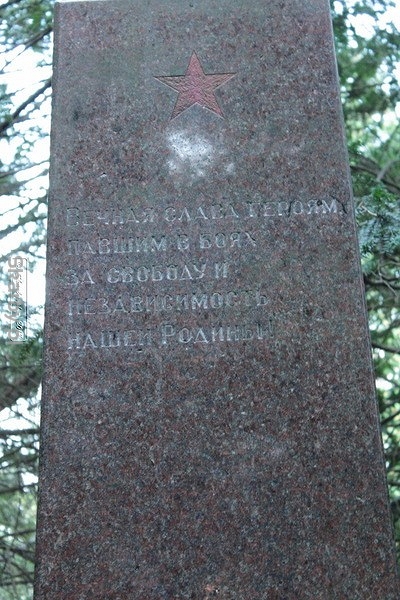 Вечная слава героям,
павшим в боях
за свободу и
независимость
нашей Родины!